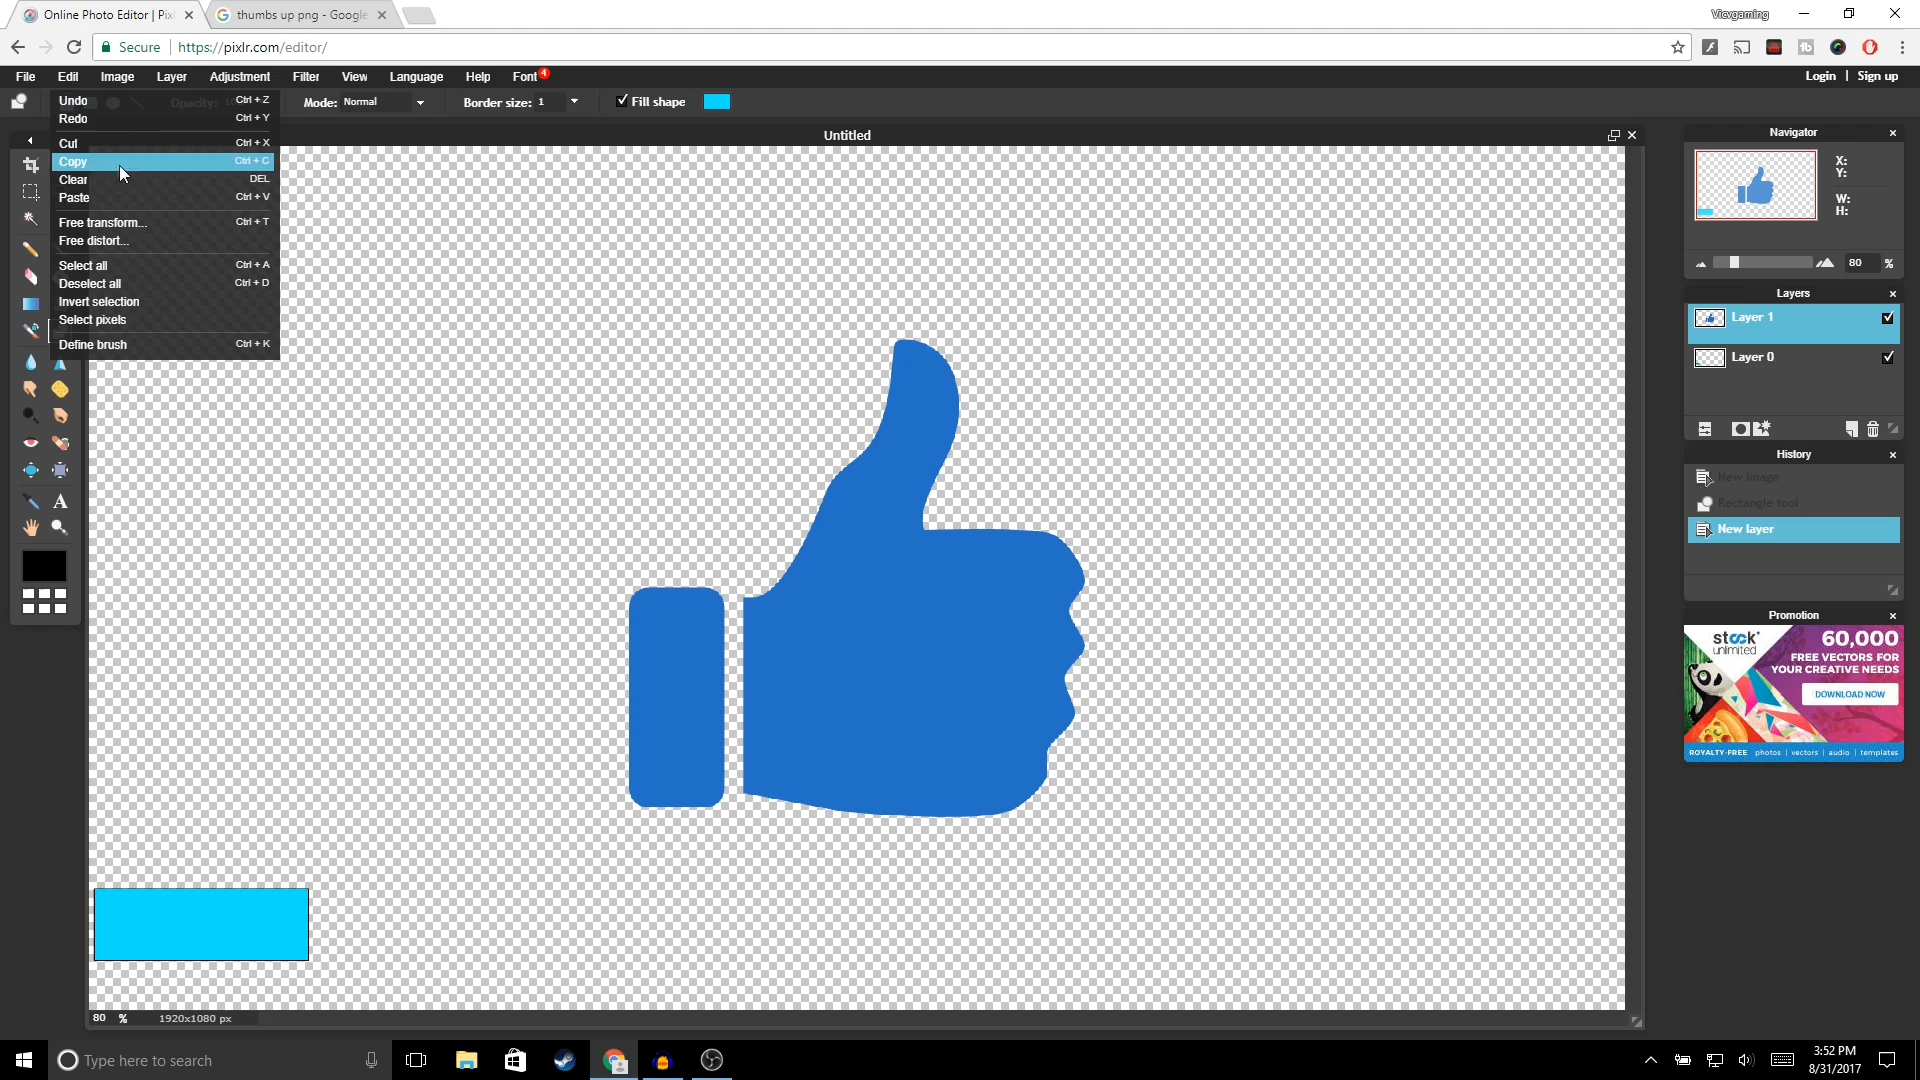 Online Photo Editor | Pix
thumbs up png - Google
Vicvgaming
Secure
https://pixlr.com/editor/
File Edit Image Layer Adjustment Filter View Language Help Font 4
Login | Sign up
Opacity:
Mode: Normal
Border size: 1
Fill shape
Undo Ctrl + Z
Redo Ctrl + Y
Cut Ctrl + X
Copy Ctrl + C
Clear DEL
Paste Ctrl + V
Free transform... Ctrl + T
Free distort...
Select all Ctrl + A
Deselect all Ctrl + D
Invert selection
Select pixels
Define brush Ctrl + K
Untitled
Navigator
X:
Y:
W:
H:
80 %
Layers
Layer 1
Layer 0
History
New image
Rectangle tool
New layer
Promotion
stock unlimited
60,000
FREE VECTORS FOR
YOUR CREATIVE NEEDS
DOWNLOAD NOW
ROYALTY-FREE photos | vectors | audio | templates
A
80 % 1920x1080 px
Type here to search
3:52 PM
8/31/2017